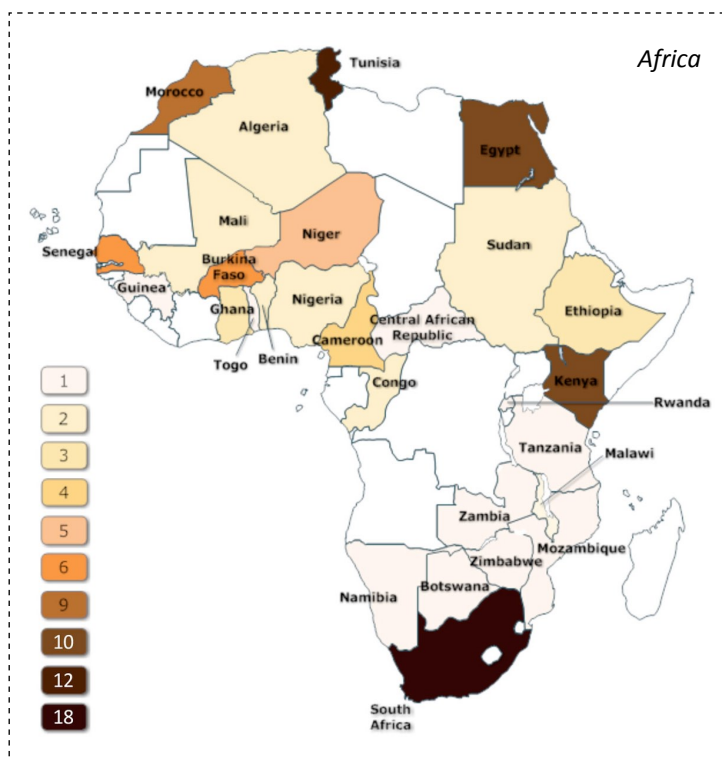 Africa
Tunisia
Morocco
Algeria
Egypt
Mali
Niger
Sudan
Senegal
Burkina
Faso
Guinea
Nigeria
Ghana
Ethiopia
Central African
Republic
Cameroon
Togo
Benin
Congo
Kenya
Rwanda
Tanzania
Malawi
Zambia
Mozambique
Zimbabwe
Botswana
Namibia
South
Africa
1
2
3
4
5
6
9
10
12
18